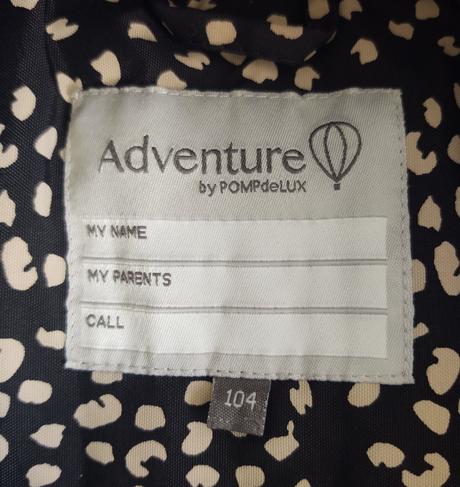 Adventure
by POMPdeLUX
MY NAME
MY PARENTS
CALL
104